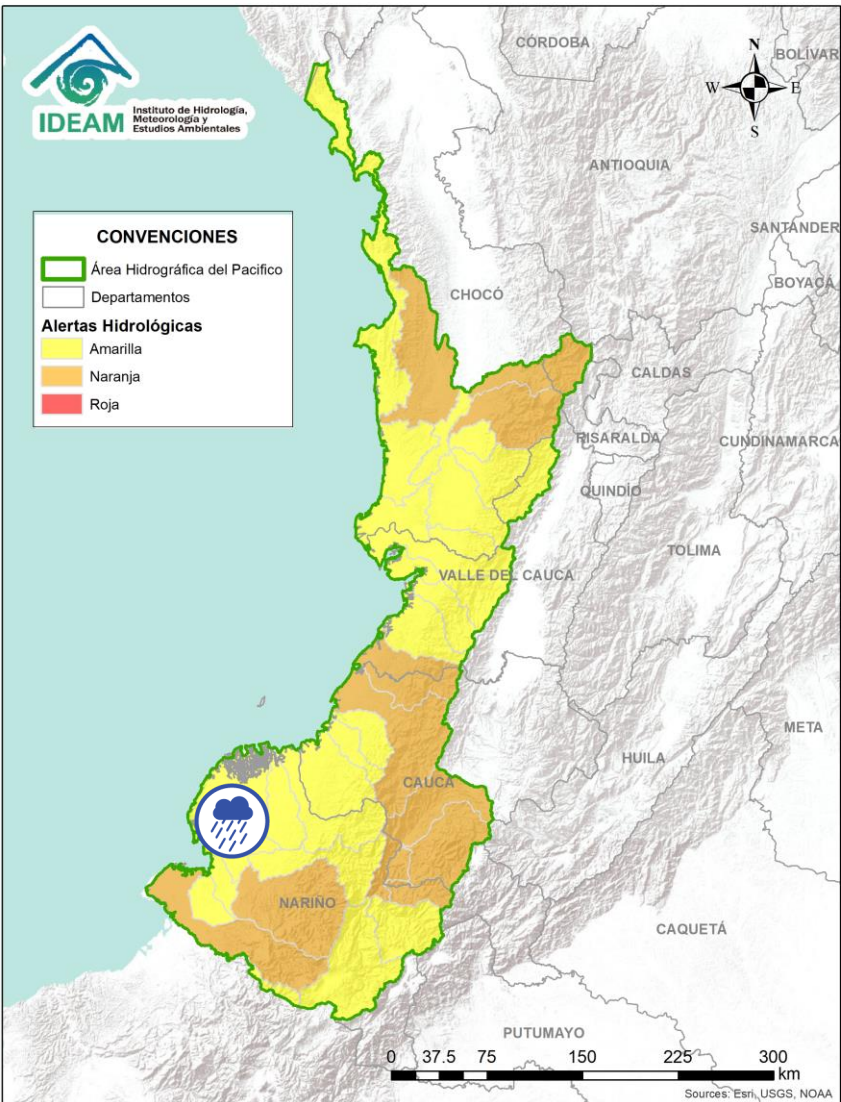 IDEAM
Instituto de Hidrología,
Meteorología y
Estudios Ambientales
N
W
E
S
CÓRDOBA
BOLÍVAR
ANTIOQUIA
SANTANDER
BOYACÁ
CHOCÓ
CALDAS
RISARALDA
CUNDINAMARCA
QUINDÍO
TOLIMA
VALLE DEL CAUCA
META
HUILA
CAUCA
NARIÑO
CAQUETÁ
PUTUMAYO
CONVENCIONES
Área Hidrográfica del Pacifico
Departamentos
Alertas Hidrológicas
Amarilla
Naranja
Roja
0 37.5 75 150 225 300
km
Sources: Esri, USGS, NOAA